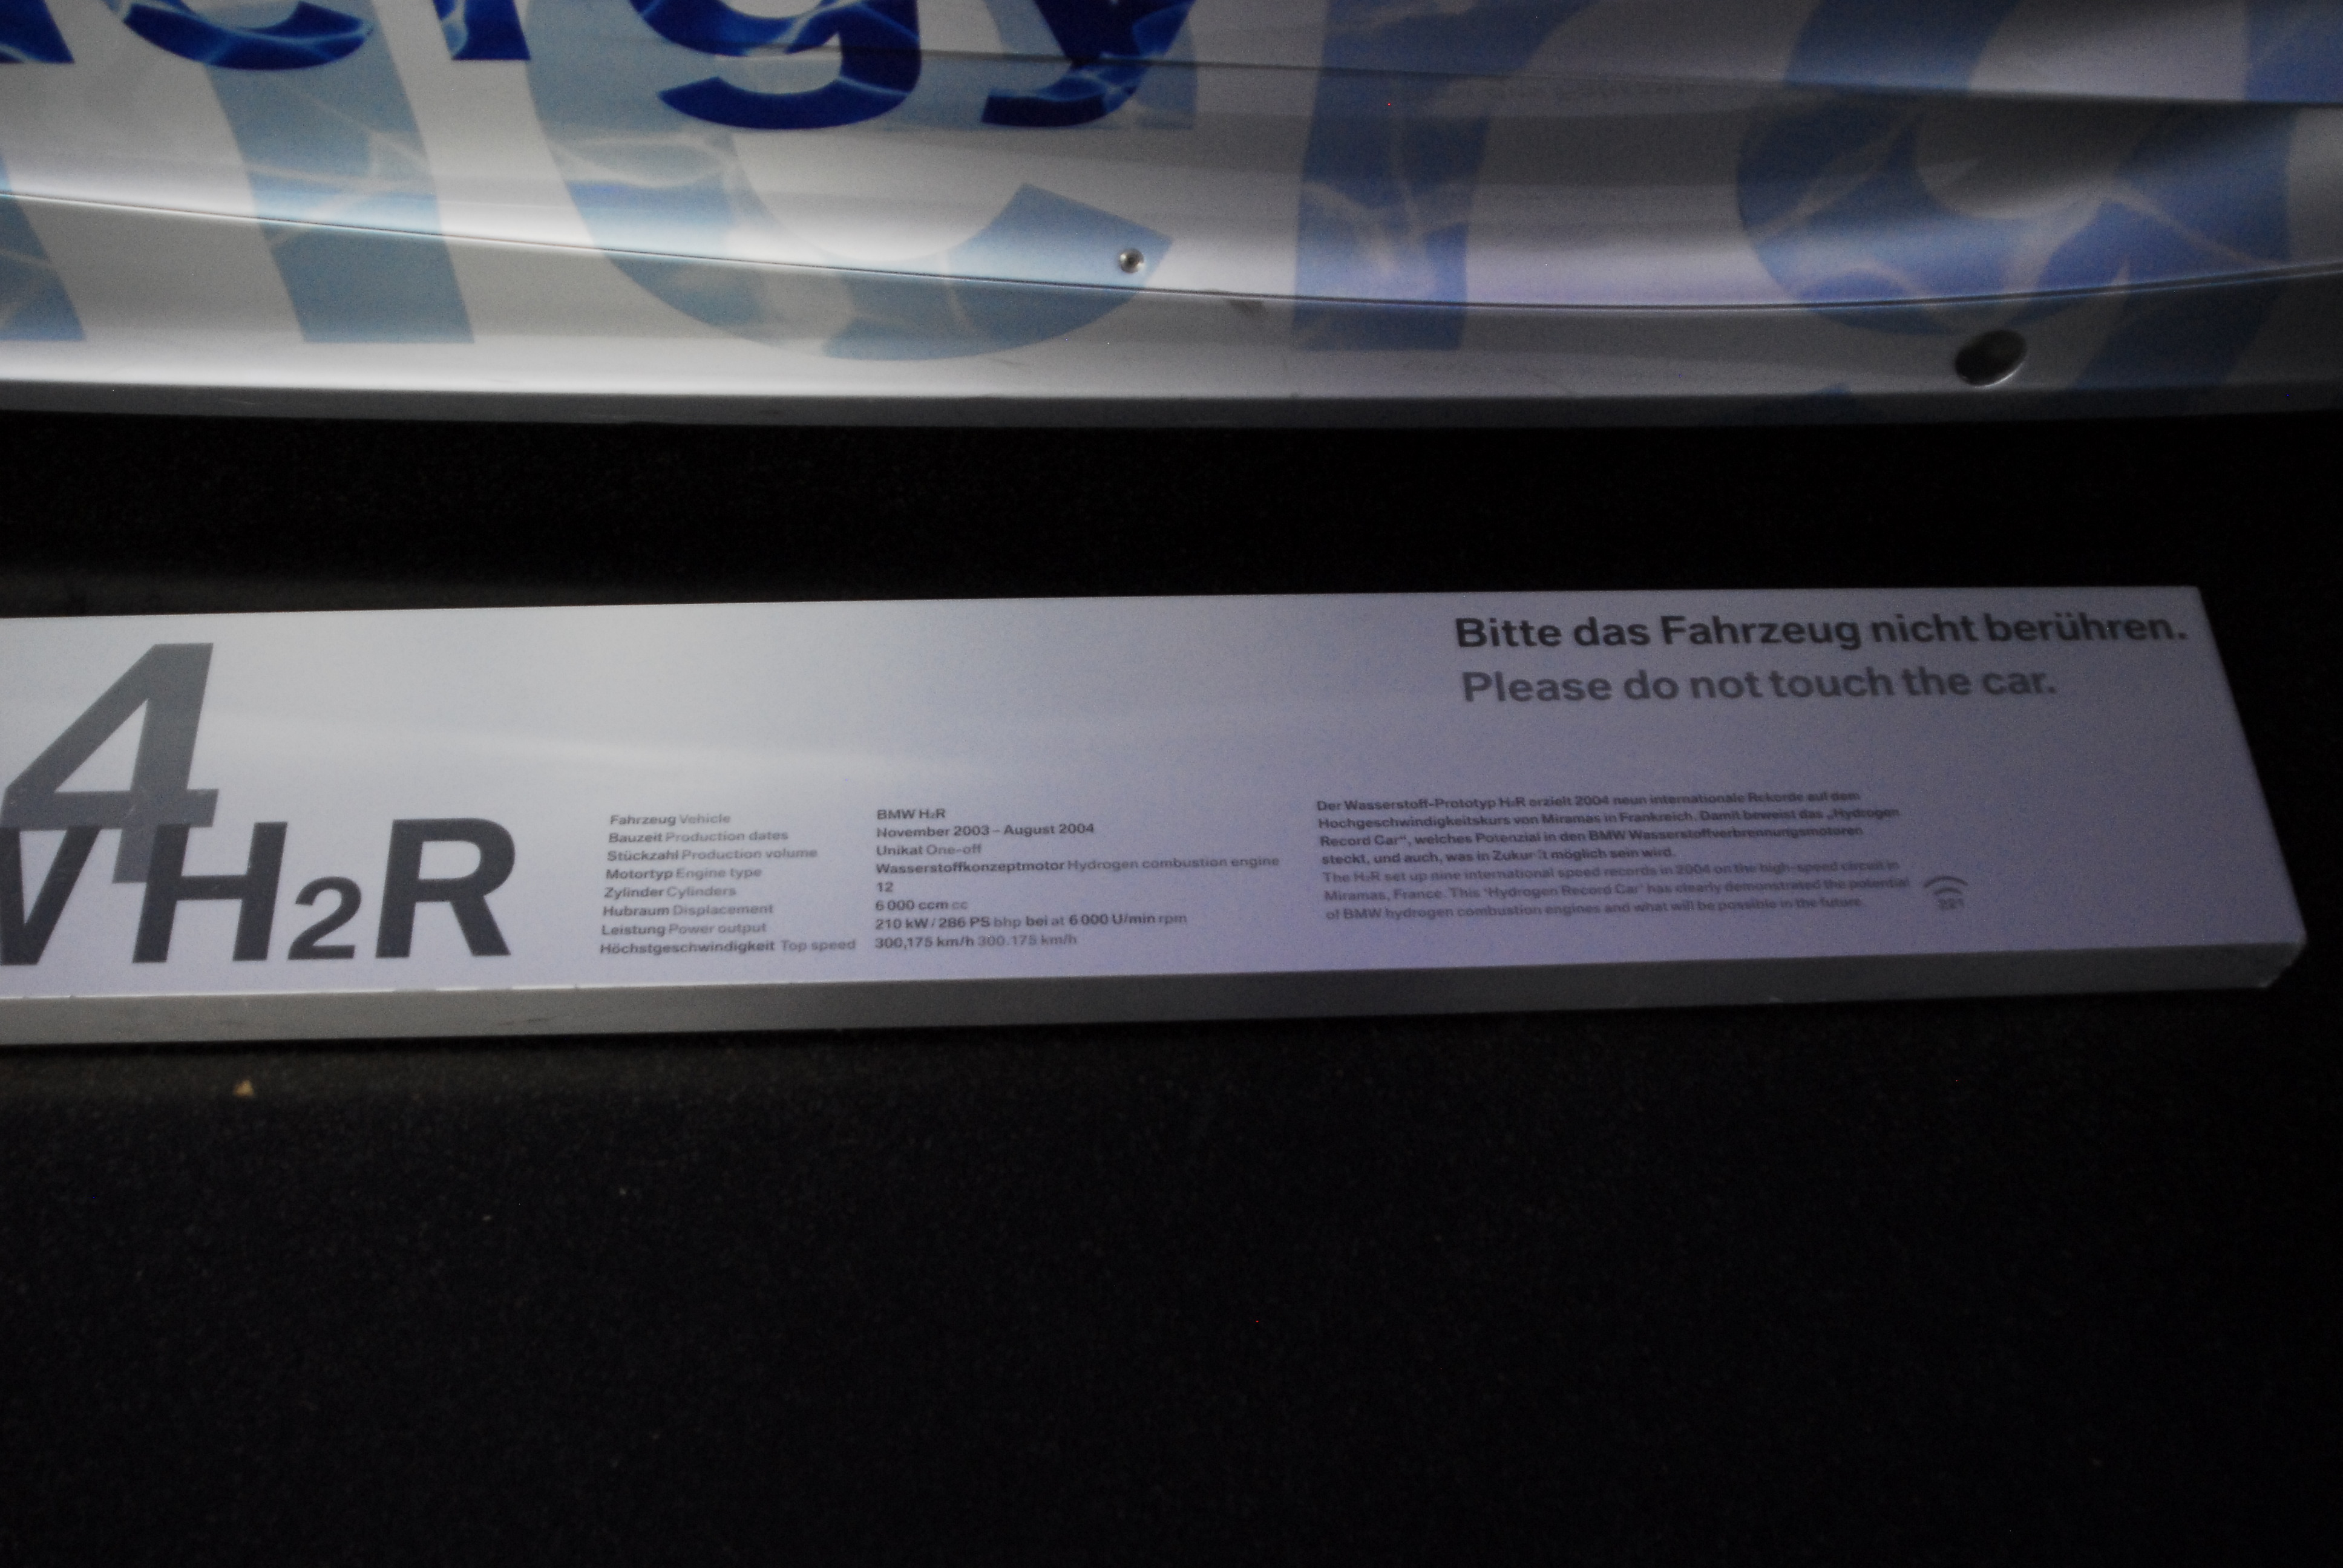 ergy
4
H2R
Bitte das Fahrzeug nicht berühren.
Please do not touch the car.
Fahrzeug Vehicle BMW H2R
Bauzeit Production dates November 2003 – August 2004
Stückzahl Production volume Unikat One-off
Motortyp Engine type Wasserstoffkonzeptmotor Hydrogen combustion engine
Zylinder Cylinders 12
Hubraum Displacement 6 000 ccm cc
Leistung Power output 210 kW / 286 PS bhp bei at 6 000 U/min rpm
Höchstgeschwindigkeit Top speed 300,175 km/h 300.175 km/h
Der Wasserstoff-Prototyp H2R erzielt 2004 neun internationale Rekorde auf dem
Hochgeschwindigkeitskurs von Miramas in Frankreich. Damit beweist das „Hydrogen
Record Car“, welches Potenzial in den BMW Wasserstoffverbrennungsmotoren
steckt, und auch, was in Zukunft möglich sein wird.
The H2R set up nine international speed records in 2004 on the high-speed circuit in
Miramas, France. This 'Hydrogen Record Car' has clearly demonstrated the potential
of BMW hydrogen combustion engines and what will be possible in the future.
221